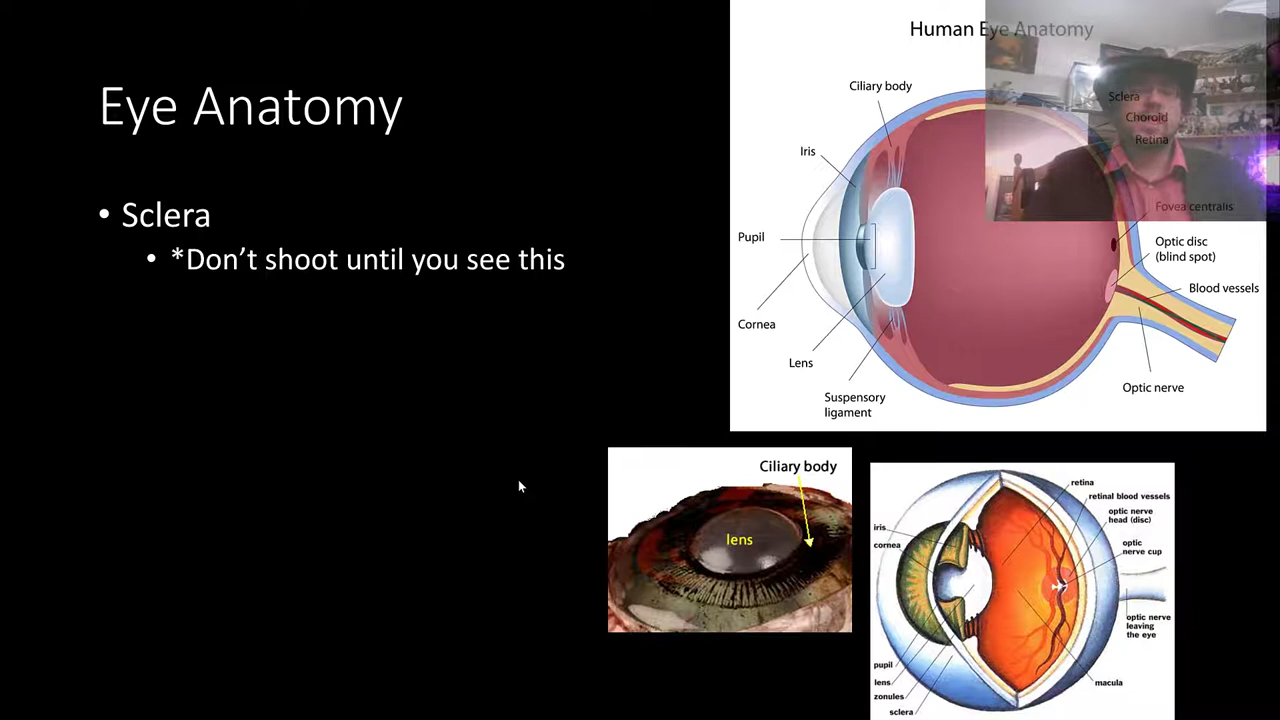 Eye Anatomy
• Sclera
• *Don’t shoot until you see this
Human Eye Anatomy
Ciliary body
Iris
Pupil
Cornea
Lens
Suspensory
ligament
Sclera
Choroid
Retina
Fovea centralis
Optic disc
(blind spot)
Blood vessels
Optic nerve
Ciliary body
lens
retina
retinal blood vessels
optic nerve
head (disc)
optic
nerve cup
optic nerve
leaving
the eye
macula
iris
cornea
pupil
lens
zonules
sclera